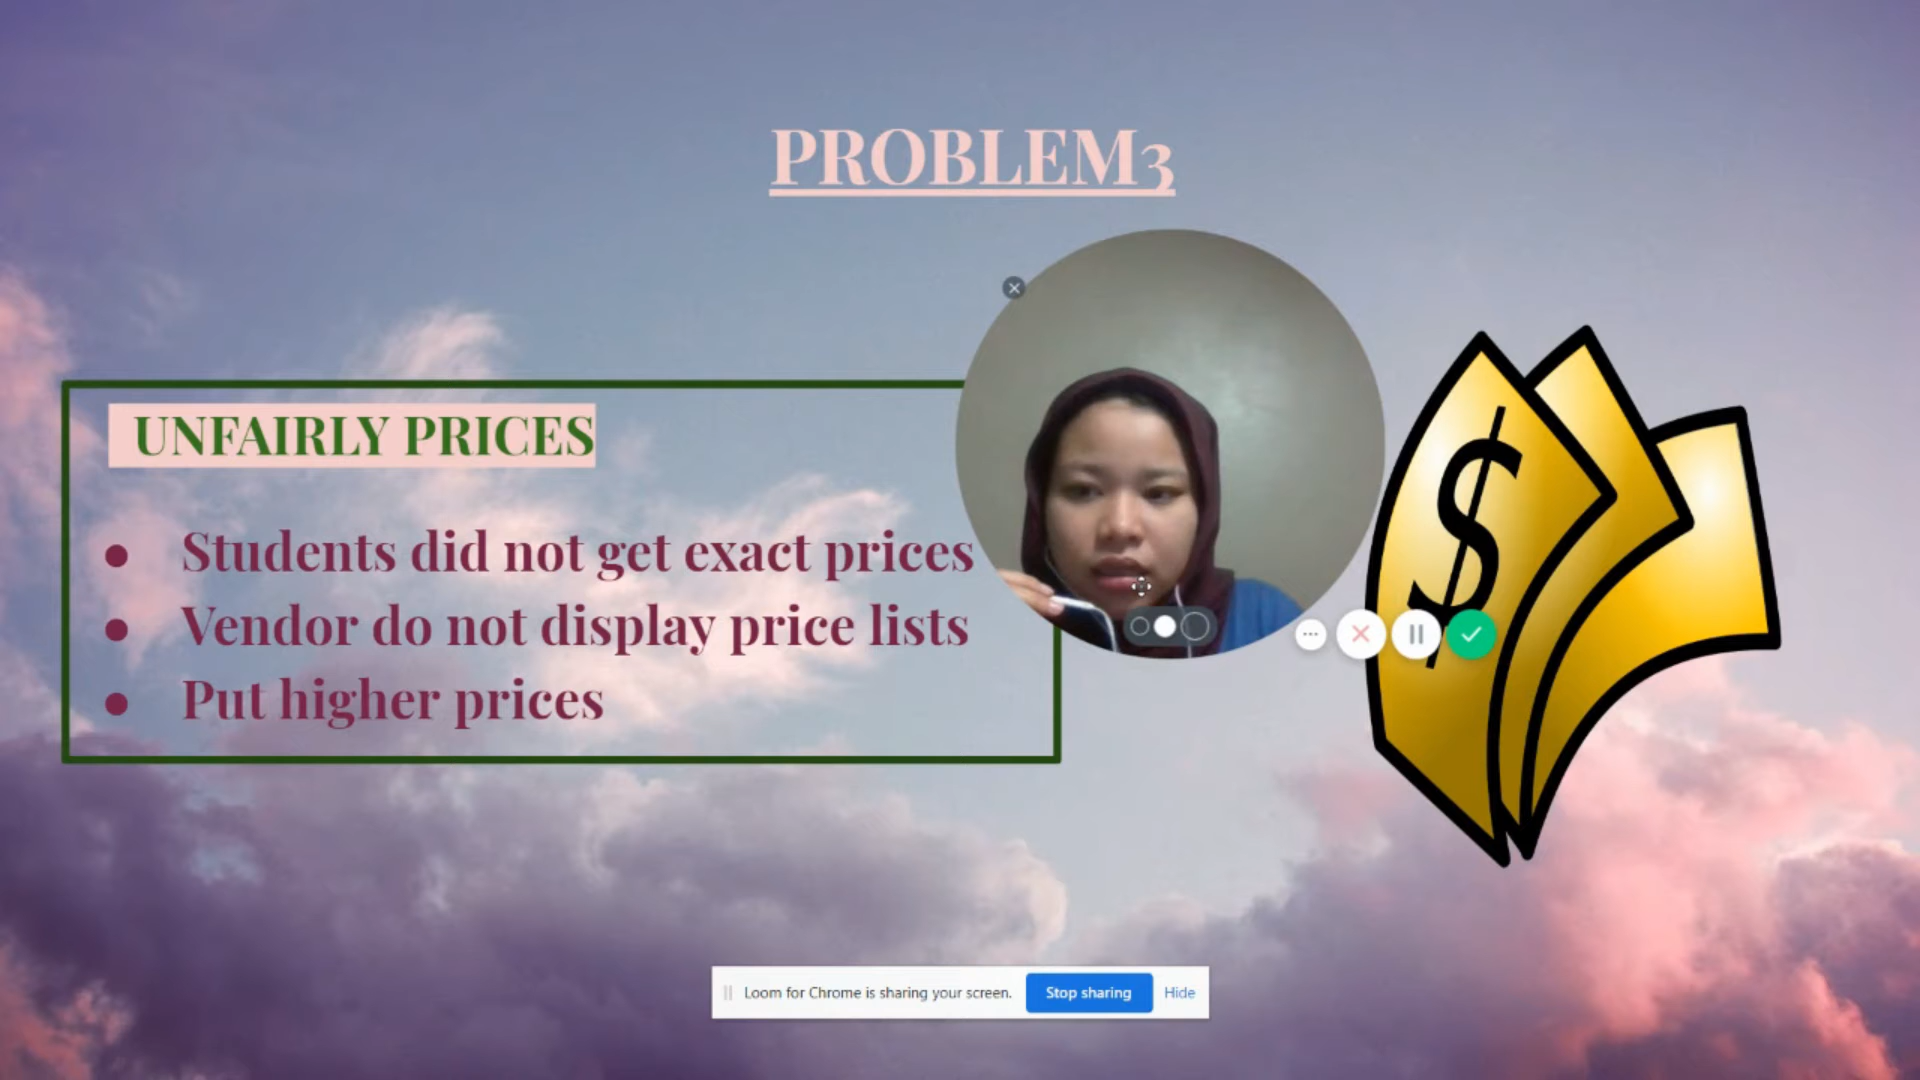 PROBLEM3
UNFAIRLY PRICES
● Students did not get exact prices
● Vendor do not display price lists
● Put higher prices
$
Loom for Chrome is sharing your screen. Stop sharing Hide